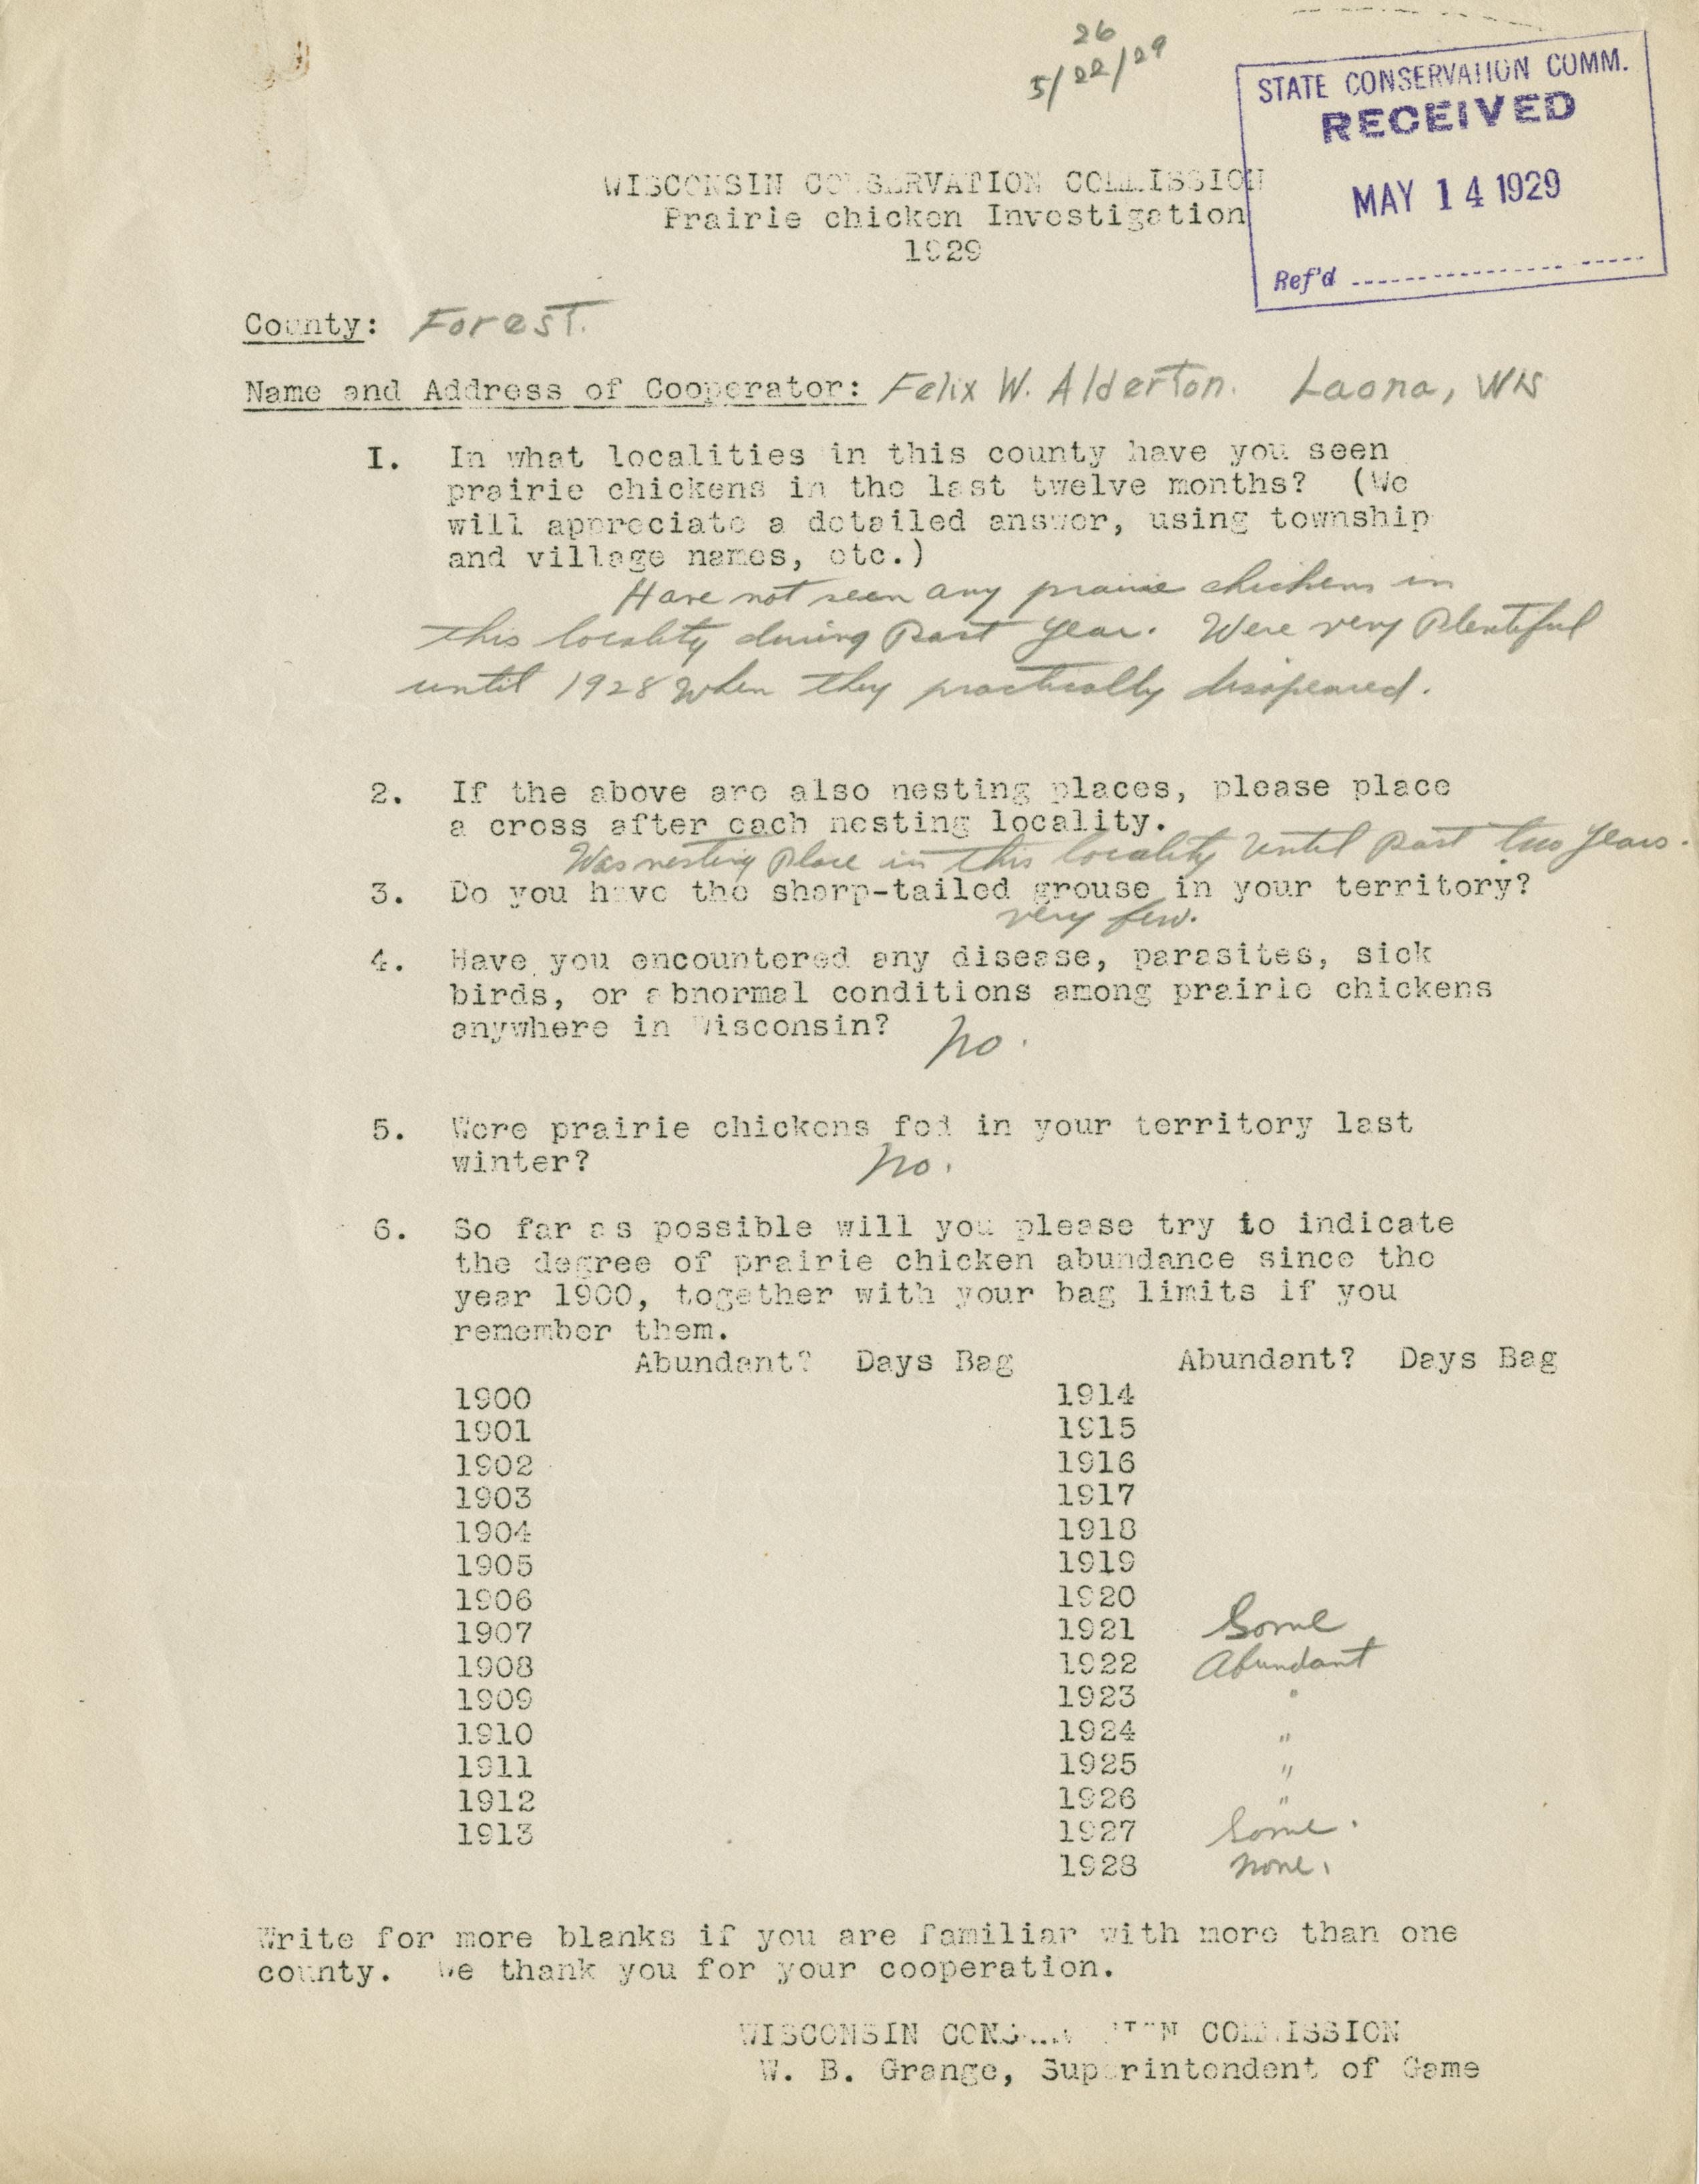 26
5/22/29
STATE CONSERVATION COMM.
RECEIVED
MAY 14 1929
Ref'd
WISCONSIN CONSERVATION COMMISSION
Prairie chicken Investigation
1929
County: Forest.
Name and Address of Cooperator: Felix W. Alderton. Laona, Wis
I. In what localities in this county have you seen
prairie chickens in the last twelve months? (We
will appreciate a detailed answer, using township
and village names, etc.)
Have not seen any prairie chickens in
this locality during Past year. Were very Plentiful
until 1928 when they practically disapeared.
2. If the above are also nesting places, please place
a cross after each nesting locality.
Was nesting Place in this locality until past two years.
3. Do you have the sharp-tailed grouse in your territory?
very few.
4. Have you encountered any disease, parasites, sick
birds, or abnormal conditions among prairie chickens
anywhere in Wisconsin? no.
5. Were prairie chickens fed in your territory last
winter? no.
6. So far as possible will you please try to indicate
the degree of prairie chicken abundance since the
year 1900, together with your bag limits if you
remember them.
Abundant? Days Bag Abundant? Days Bag
1900 1914
1901 1915
1902 1916
1903 1917
1904 1918
1905 1919
1906 1920
1907 1921 Some
1908 1922 Abundant
1909 1923 "
1910 1924 "
1911 1925 "
1912 1926 "
1913 1927 Some.
1928 none.
Write for more blanks if you are familiar with more than one
county. We thank you for your cooperation.
WISCONSIN CONSERVATION COMMISSION
W. B. Grange, Superintendent of Game